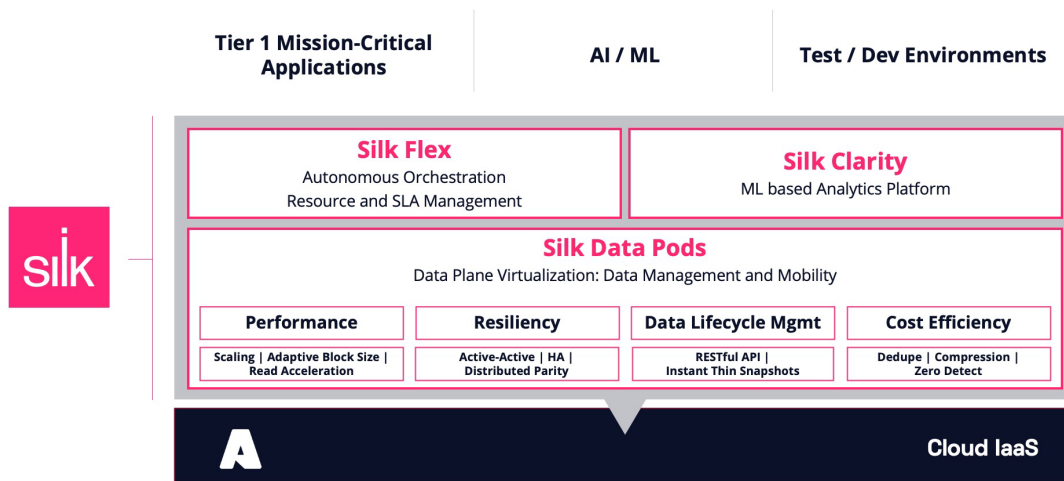 Tier 1 Mission-Critical
Applications
AI / ML
Test / Dev Environments
silk
Silk Flex
Autonomous Orchestration
Resource and SLA Management
Silk Clarity
ML based Analytics Platform
Silk Data Pods
Data Plane Virtualization: Data Management and Mobility
Performance
Resiliency
Data Lifecycle Mgmt
Cost Efficiency
Scaling | Adaptive Block Size |
Read Acceleration
Active-Active | HA |
Distributed Parity
RESTful API |
Instant Thin Snapshots
Dedupe | Compression |
Zero Detect
Cloud IaaS